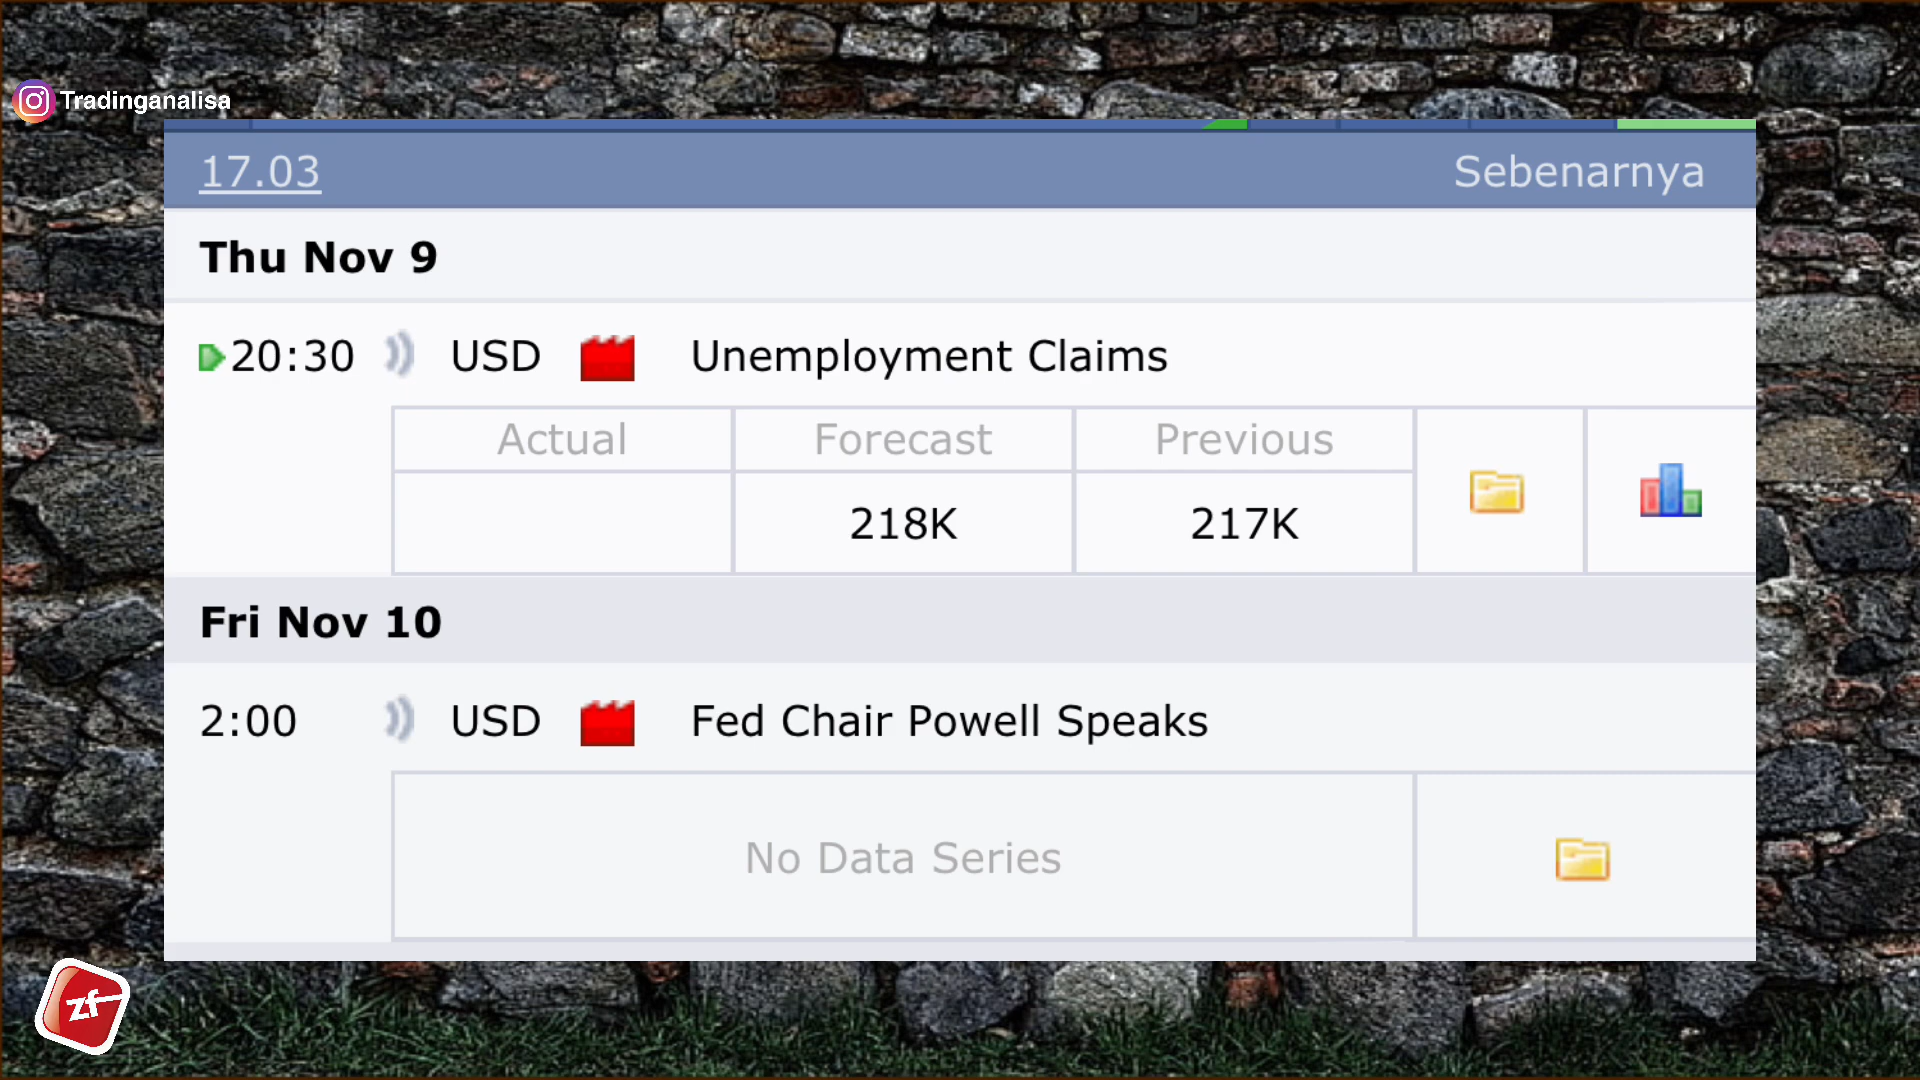 Tradinganalisa
17.03 Sebenarnya
Thu Nov 9
20:30 USD Unemployment Claims
Actual Forecast Previous
218K 217K
Fri Nov 10
2:00 USD Fed Chair Powell Speaks
No Data Series
zf